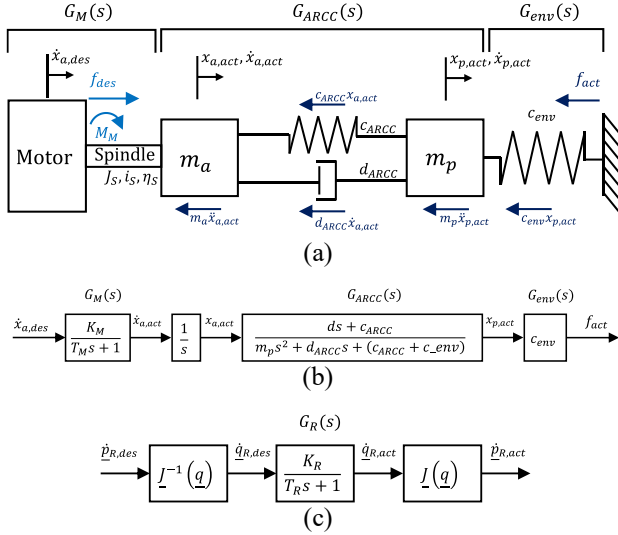 G_M(s) G_ARCC(s) G_env(s)
ẋ_a,des x_a,act, ẋ_a,act x_p,act, ẋ_p,act
f_des f_act
c_ARCC x_a,act c_env
M_M c_ARCC
Motor Spindle m_a m_p
d_ARCC
J_S, i_S, η_S
m_a ẍ_a,act d_ARCC ẋ_a,act m_p ẍ_p,act c_env x_p,act
(a)
G_M(s) G_ARCC(s) G_env(s)
ẋ_a,des K_M / (T_M s + 1) ẋ_a,act 1/s x_a,act (ds + c_ARCC) / (m_p s² + d_ARCC s + (c_ARCC + c_env)) x_p,act c_env f_act
(b)
G_R(s)
ṗ_R,des J⁻¹(q) q̇_R,des K_R / (T_R s + 1) q̇_R,act J(q) ṗ_R,act
(c)